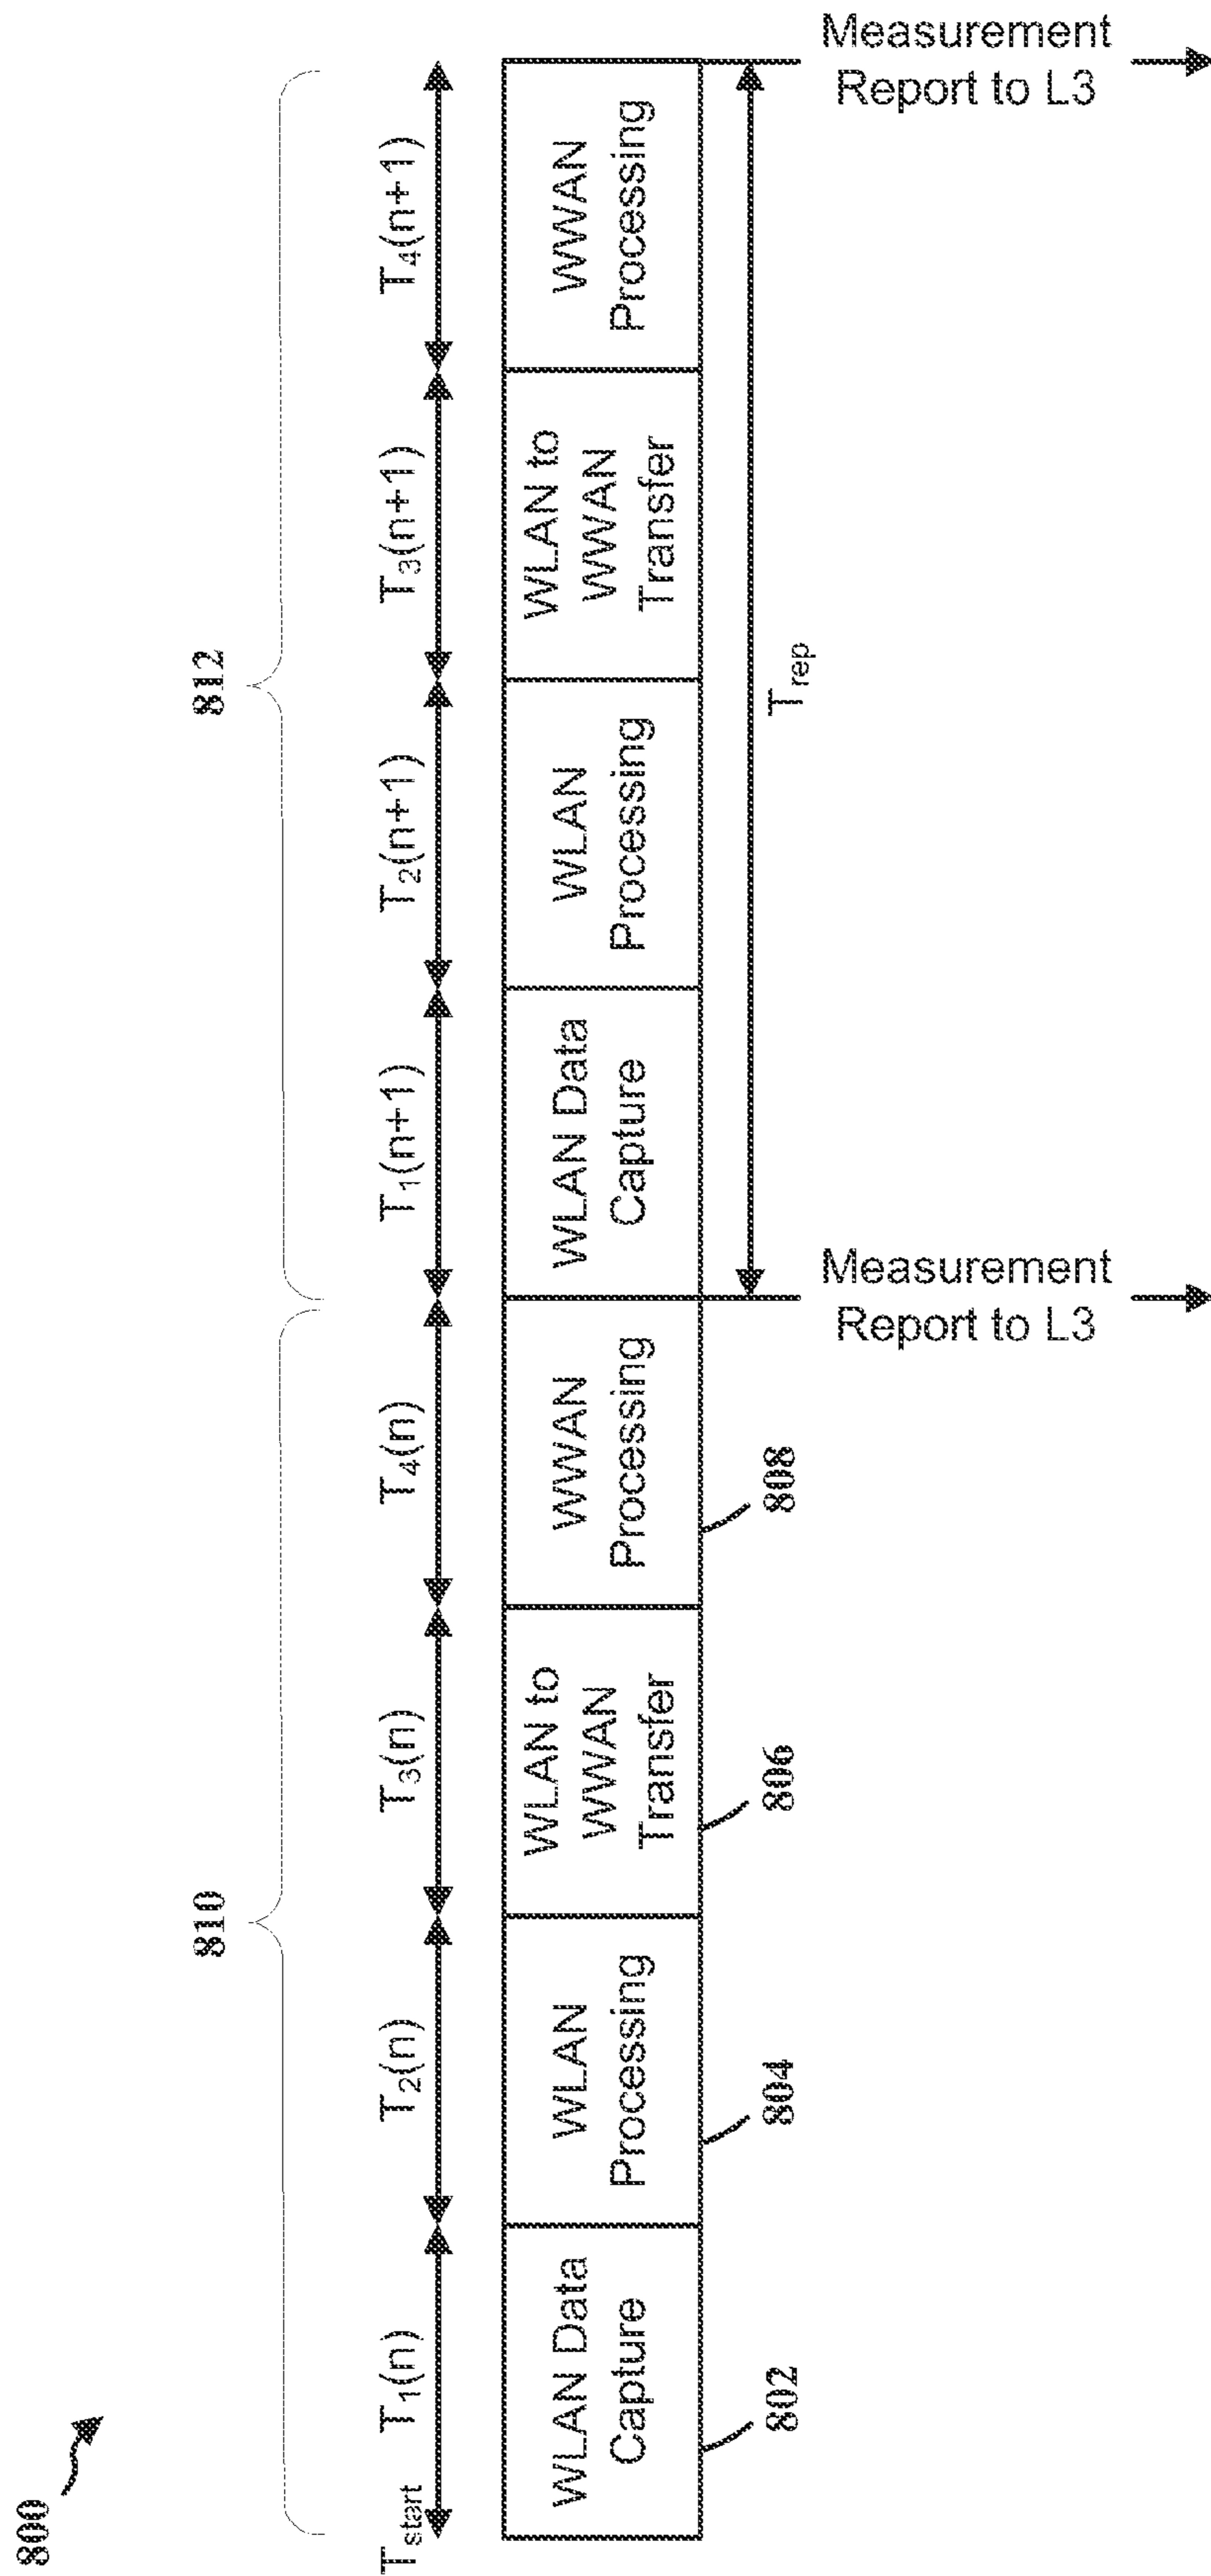 800
810
812
T_start
T₁(n)
T₂(n)
T₃(n)
T₄(n)
T₁(n+1)
T₂(n+1)
T₃(n+1)
T₄(n+1)
WLAN Data
Capture
WLAN
Processing
WLAN to
WWAN
Transfer
WWAN
Processing
WLAN Data
Capture
WLAN
Processing
WLAN to
WWAN
Transfer
WWAN
Processing
802
804
806
808
T_rep
Measurement
Report to L3
Measurement
Report to L3